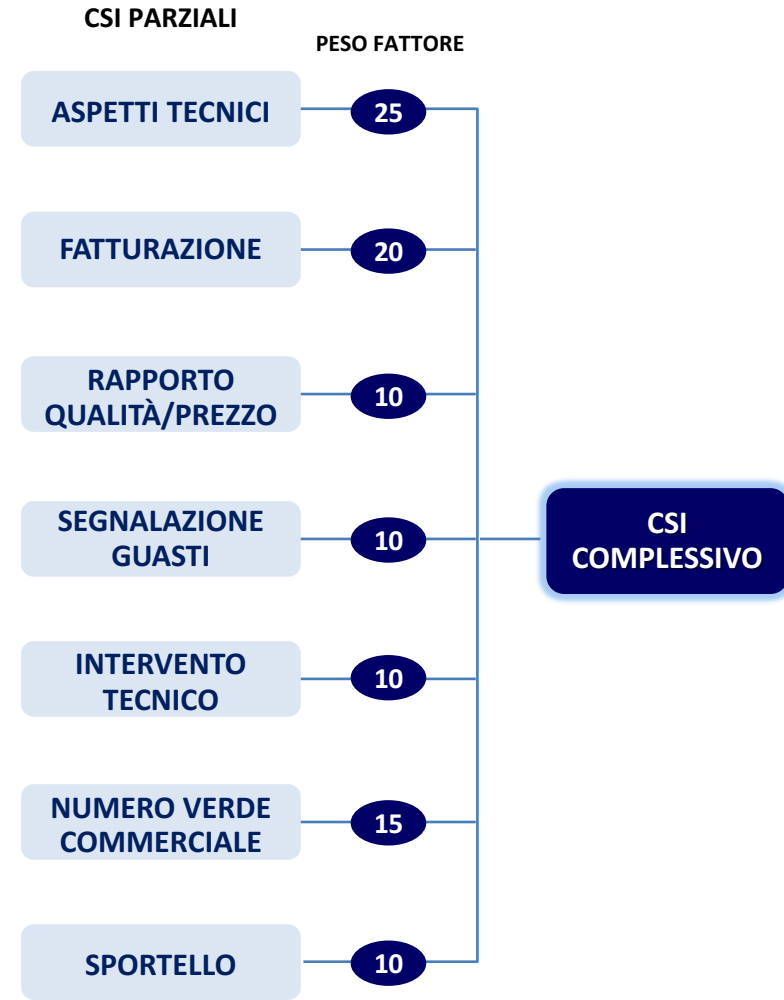 CSI PARZIALI
PESO FATTORE
ASPETTI TECNICI
25
FATTURAZIONE
20
RAPPORTO
QUALITÀ/PREZZO
10
SEGNALAZIONE
GUASTI
10
CSI
COMPLESSIVO
INTERVENTO
TECNICO
10
NUMERO VERDE
COMMERCIALE
15
SPORTELLO
10